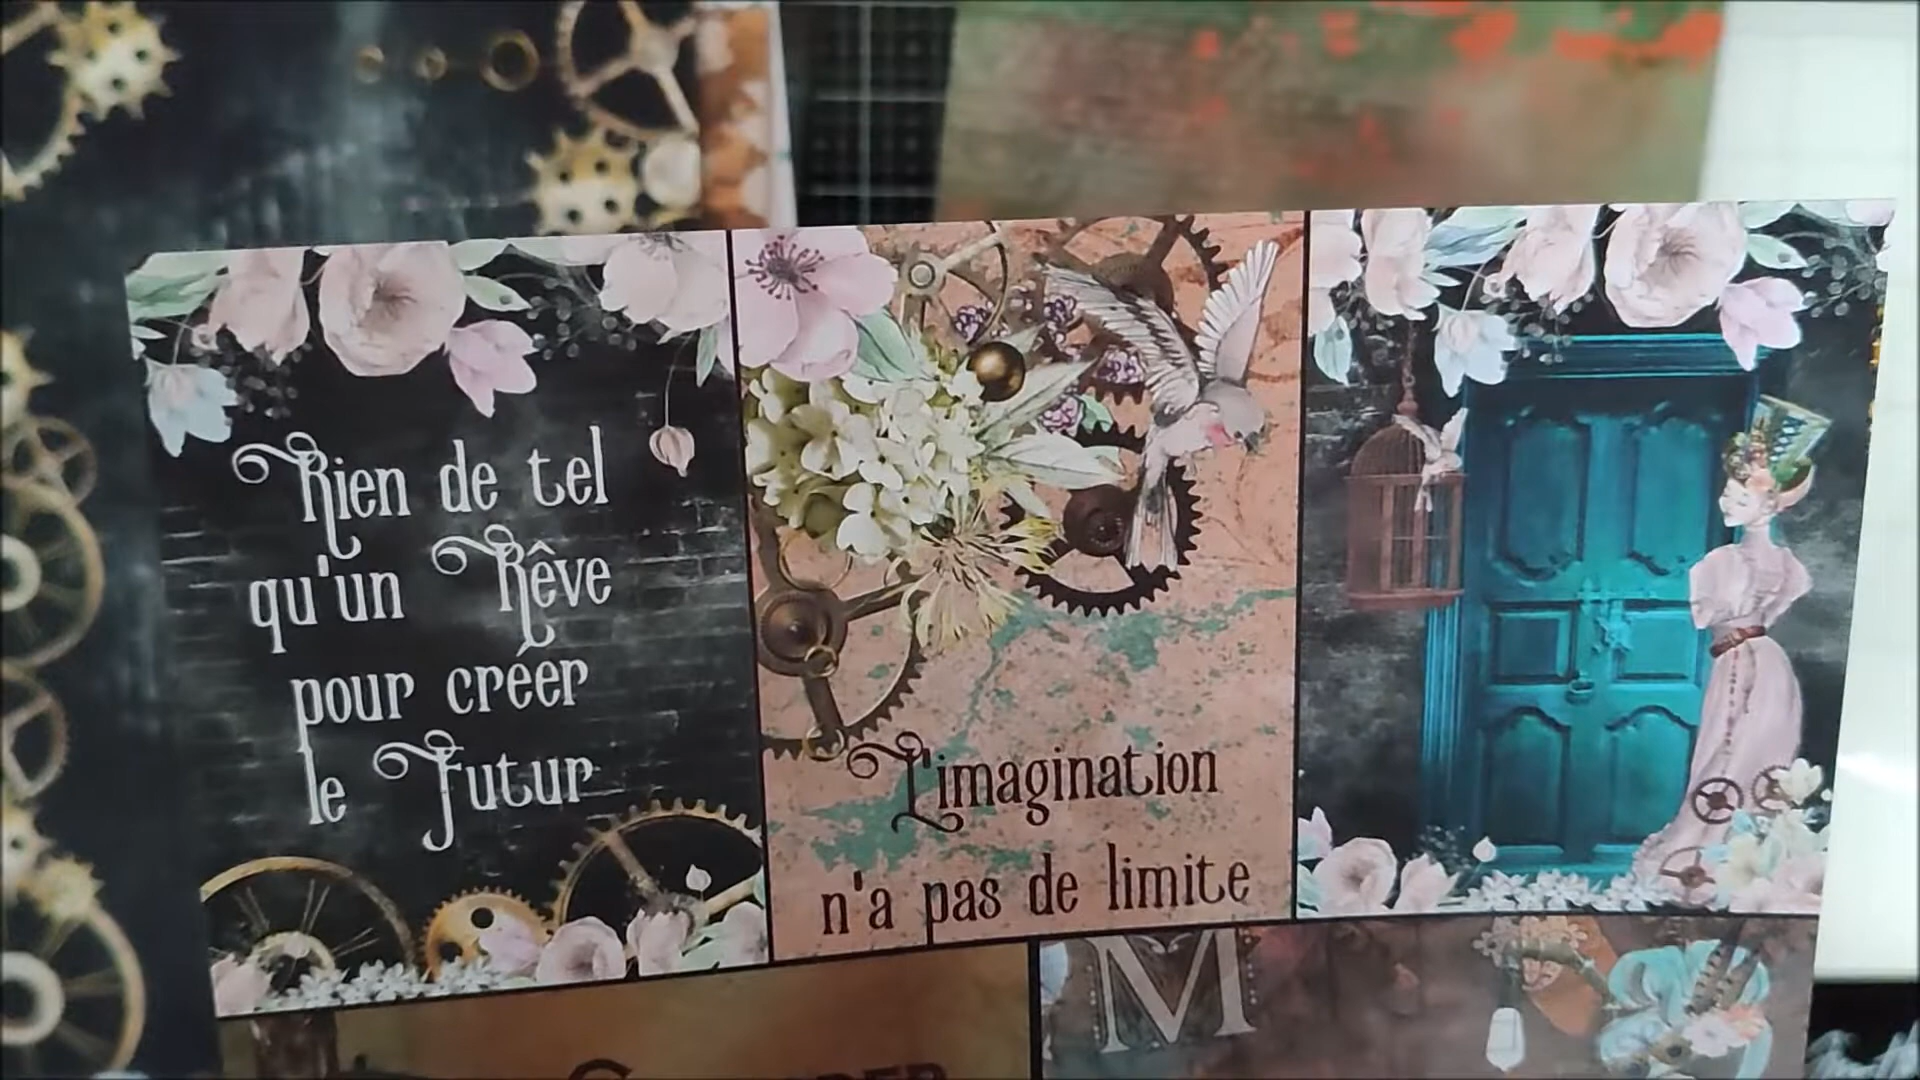 Rien de tel
qu'un Rêve
pour créer
le Futur
L'imagination
n'a pas de limite
M